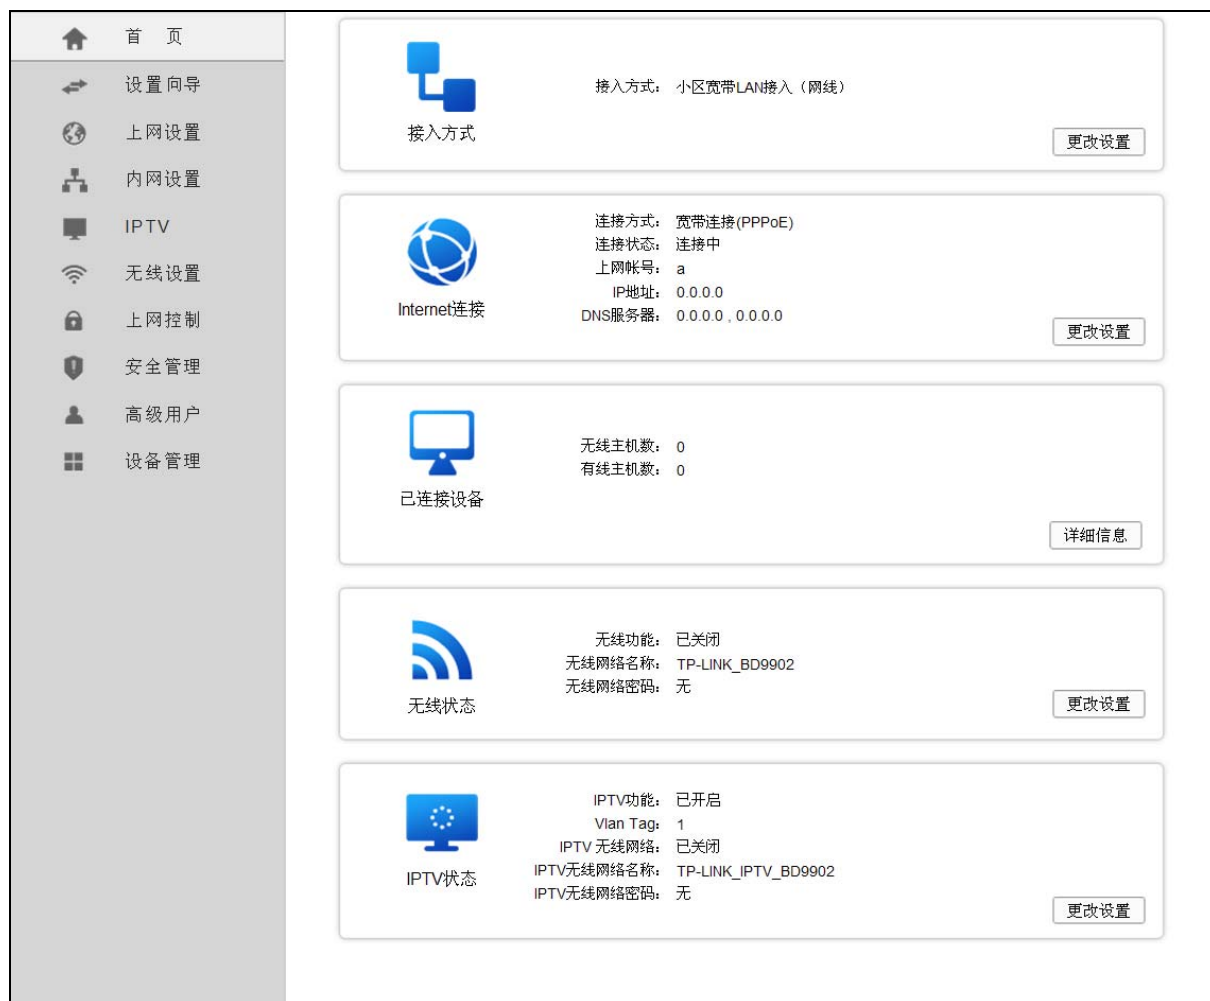 首 页
设置向导
上网设置
内网设置
IPTV
无线设置
上网控制
安全管理
高级用户
设备管理
接入方式
接入方式： 小区宽带LAN接入（网线）
更改设置
Internet连接
连接方式： 宽带连接(PPPoE)
连接状态： 连接中
上网帐号： a
IP地址： 0.0.0.0
DNS服务器： 0.0.0.0 , 0.0.0.0
更改设置
已连接设备
无线主机数： 0
有线主机数： 0
详细信息
无线状态
无线功能： 已关闭
无线网络名称： TP-LINK_BD9902
无线网络密码： 无
更改设置
IPTV状态
IPTV功能： 已开启
Vlan Tag： 1
IPTV 无线网络： 已关闭
IPTV无线网络名称： TP-LINK_IPTV_BD9902
IPTV无线网络密码： 无
更改设置